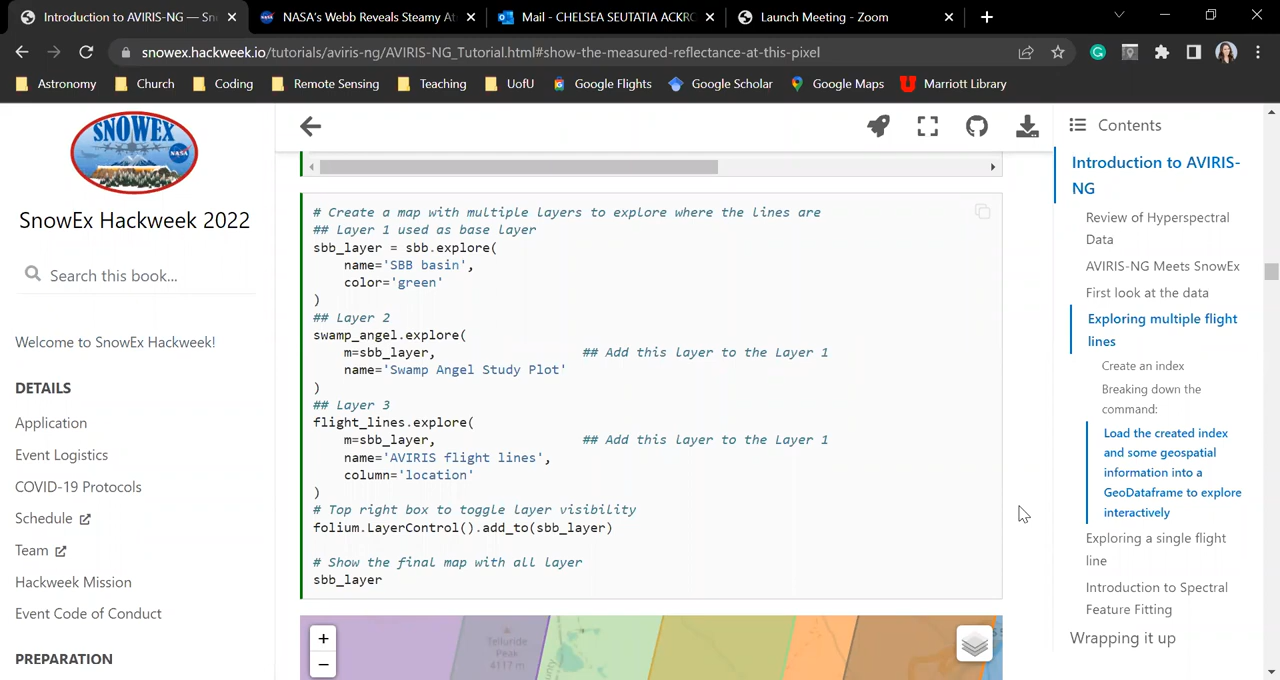 Introduction to AVIRIS-NG — Sn
NASA's Webb Reveals Steamy At
Mail - CHELSEA SEUTATIA ACKRO
Launch Meeting - Zoom
snowex.hackweek.io/tutorials/aviris-ng/AVIRIS-NG_Tutorial.html#show-the-measured-reflectance-at-this-pixel
Astronomy
Church
Coding
Remote Sensing
Teaching
UofU
Google Flights
Google Scholar
Google Maps
Marriott Library
SNOWEX
NASA
SnowEx Hackweek 2022
Search this book...
Welcome to SnowEx Hackweek!
DETAILS
Application
Event Logistics
COVID-19 Protocols
Schedule
Team
Hackweek Mission
Event Code of Conduct
PREPARATION
# Create a map with multiple layers to explore where the lines are
## Layer 1 used as base layer
sbb_layer = sbb.explore(
name='SBB basin',
color='green'
)
## Layer 2
swamp_angel.explore(
m=sbb_layer, ## Add this layer to the Layer 1
name='Swamp Angel Study Plot'
)
## Layer 3
flight_lines.explore(
m=sbb_layer, ## Add this layer to the Layer 1
name='AVIRIS flight lines',
column='location'
)
# Top right box to toggle layer visibility
folium.LayerControl().add_to(sbb_layer)
# Show the final map with all layer
sbb_layer
+
−
Telluride
Peak
4117 m
Contents
Introduction to AVIRIS-
NG
Review of Hyperspectral
Data
AVIRIS-NG Meets SnowEx
First look at the data
Exploring multiple flight
lines
Create an index
Breaking down the
command:
Load the created index
and some geospatial
information into a
GeoDataframe to explore
interactively
Exploring a single flight
line
Introduction to Spectral
Feature Fitting
Wrapping it up